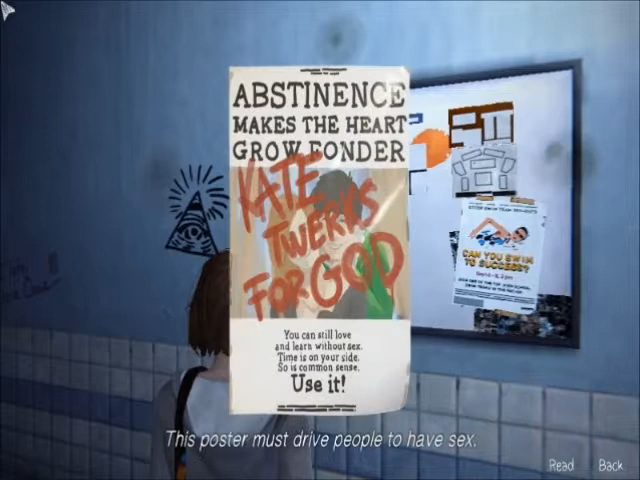 ABSTINENCE
MAKES THE HEART
GROW FONDER
KATE
TWERKS
FOR GOD
You can still love
and learn without sex.
Time is on your side.
So is common sense.
Use it!
CAN YOU SWIM
TO SUCCESS?
This poster must drive people to have sex.
Read
Back